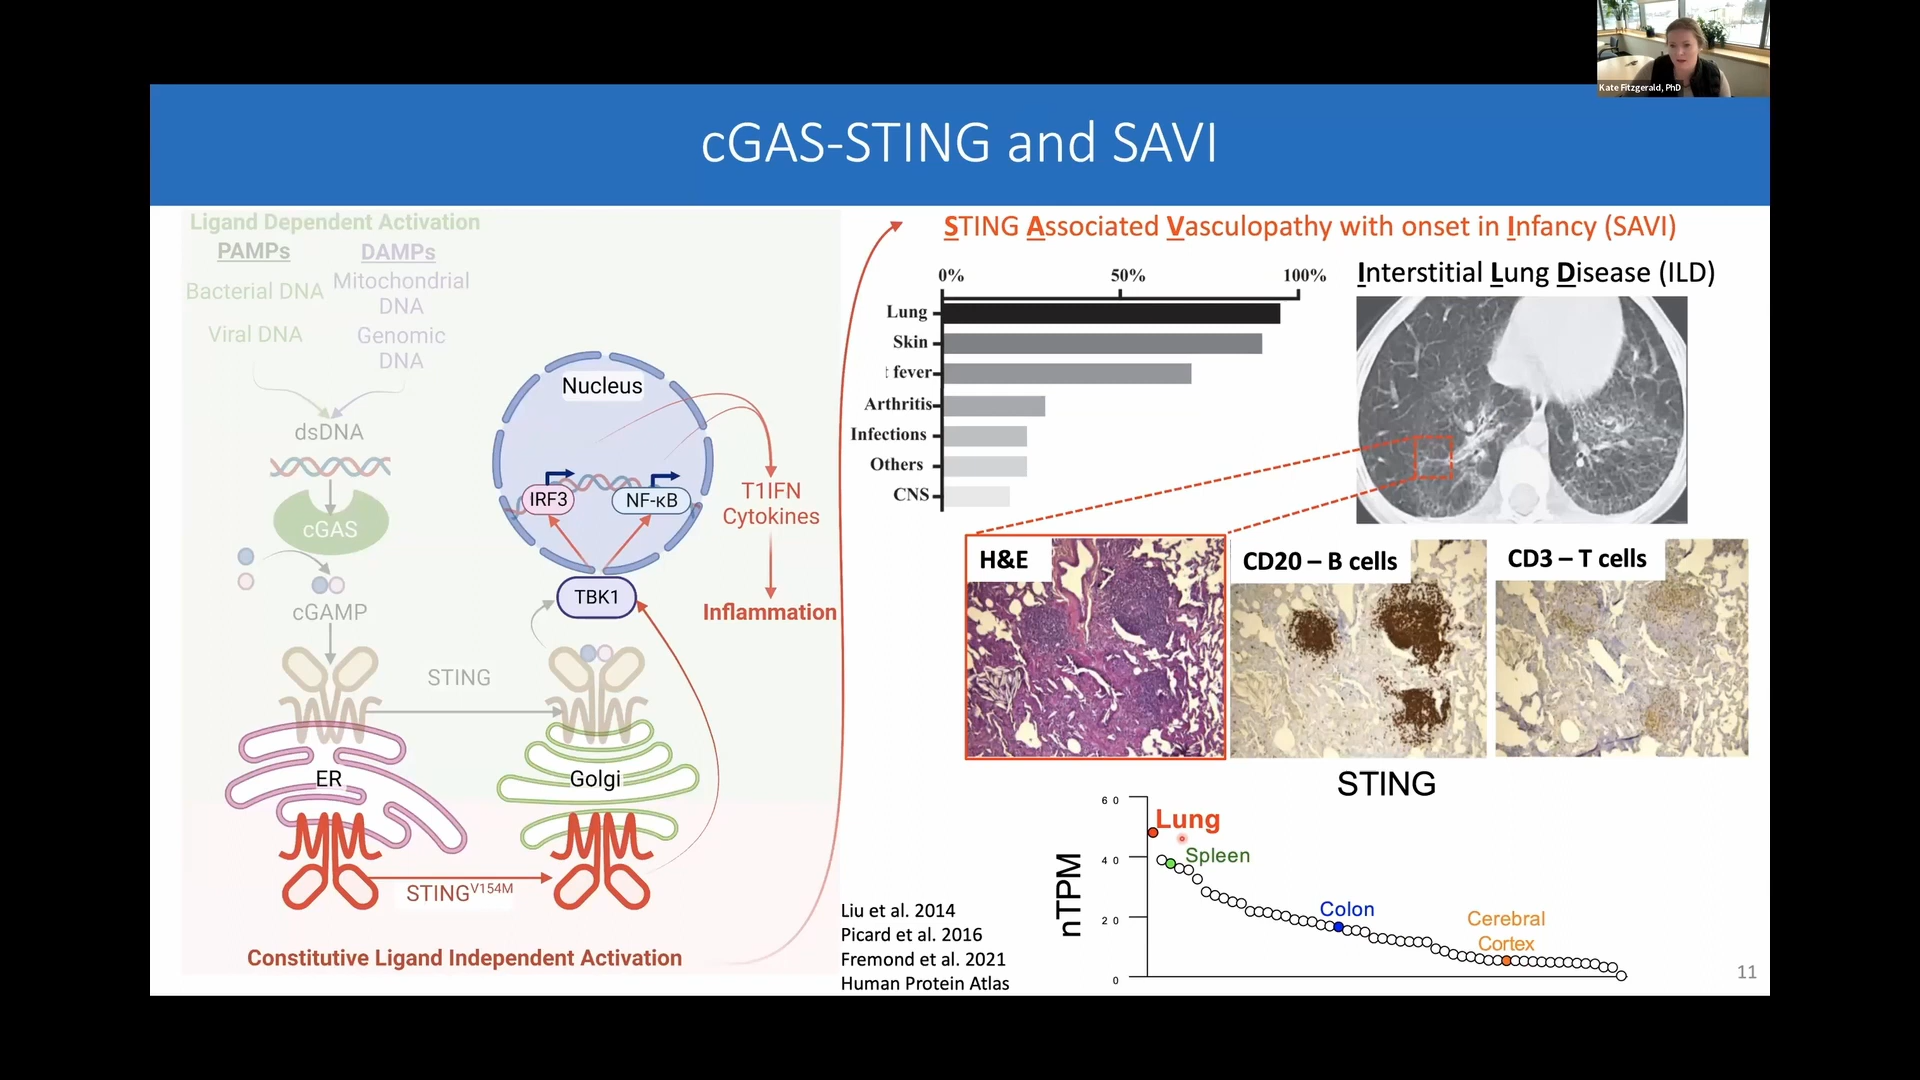 Kate Fitzgerald, PhD
cGAS-STING and SAVI
Ligand Dependent Activation
PAMPs
DAMPs
Bacterial DNA
Mitochondrial
DNA
Viral DNA
Genomic
DNA
dsDNA
cGAS
cGAMP
STING
ER
Golgi
STINGV154M
Constitutive Ligand Independent Activation
Nucleus
IRF3
NF-κB
TBK1
T1IFN
Cytokines
Inflammation
STING Associated Vasculopathy with onset in Infancy (SAVI)
0% 50% 100%
Lung
Skin
t fever
Arthritis
Infections
Others
CNS
Interstitial Lung Disease (ILD)
H&E
CD20 – B cells
CD3 – T cells
STING
nTPM
60
40
20
0
Lung
Spleen
Colon
Cerebral
Cortex
Liu et al. 2014
Picard et al. 2016
Fremond et al. 2021
Human Protein Atlas
11